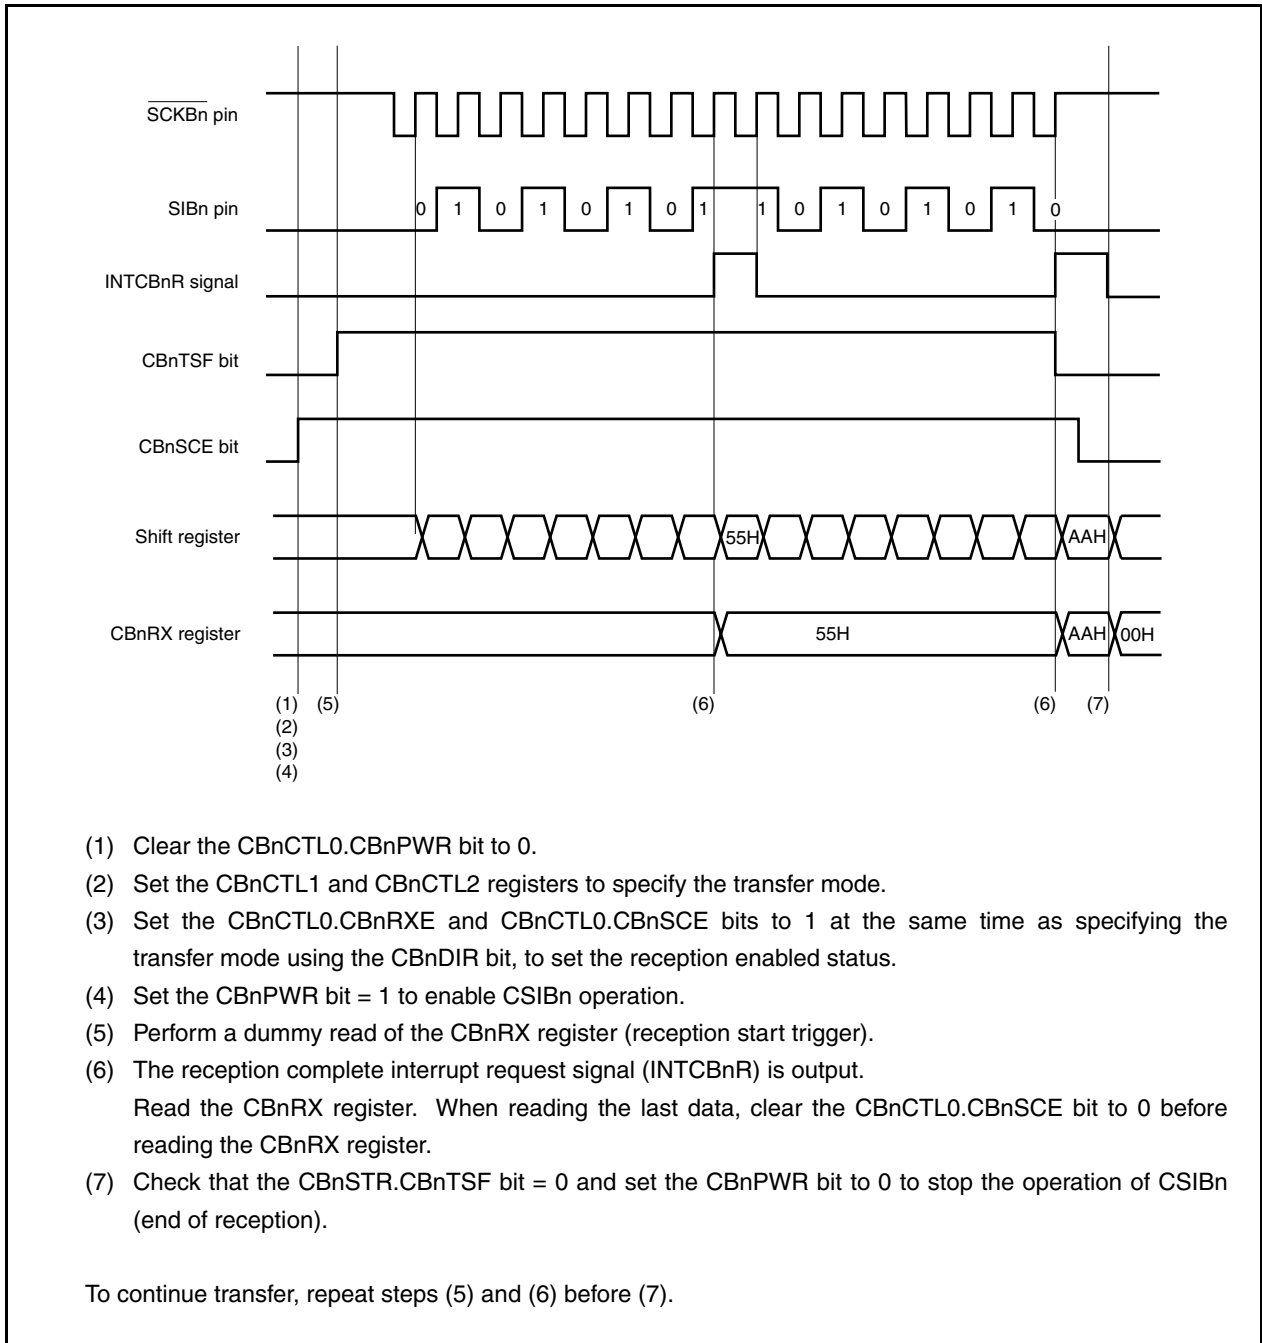 SCKBn pin
SIBn pin
0 1 0 1 0 1 0 1 1 0 1 0 1 0 1 0
INTCBnR signal
CBnTSF bit
CBnSCE bit
Shift register
55H AAH
CBnRX register
55H AAH 00H
(1) (5) (6) (6) (7)
(2)
(3)
(4)
(1) Clear the CBnCTL0.CBnPWR bit to 0.
(2) Set the CBnCTL1 and CBnCTL2 registers to specify the transfer mode.
(3) Set the CBnCTL0.CBnRXE and CBnCTL0.CBnSCE bits to 1 at the same time as specifying the
transfer mode using the CBnDIR bit, to set the reception enabled status.
(4) Set the CBnPWR bit = 1 to enable CSIBn operation.
(5) Perform a dummy read of the CBnRX register (reception start trigger).
(6) The reception complete interrupt request signal (INTCBnR) is output.
Read the CBnRX register. When reading the last data, clear the CBnCTL0.CBnSCE bit to 0 before
reading the CBnRX register.
(7) Check that the CBnSTR.CBnTSF bit = 0 and set the CBnPWR bit to 0 to stop the operation of CSIBn
(end of reception).
To continue transfer, repeat steps (5) and (6) before (7).